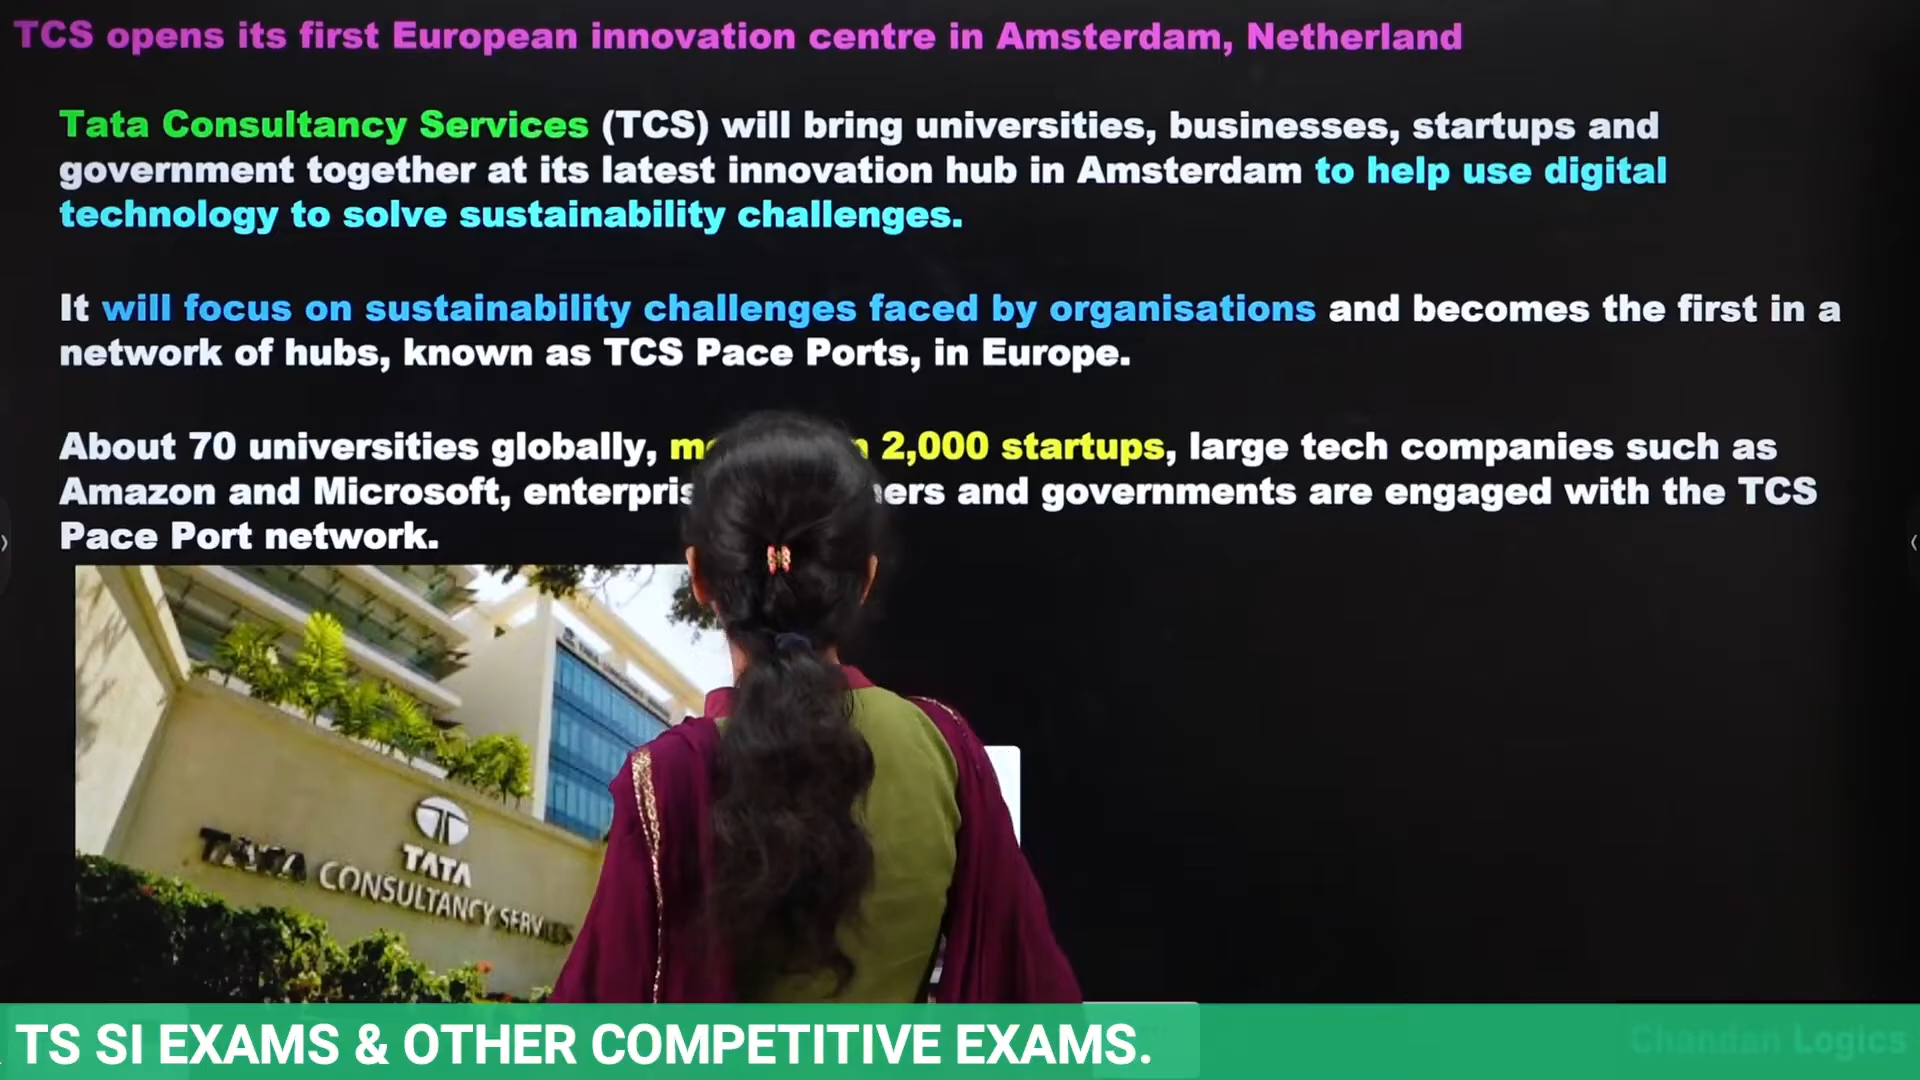 TCS opens its first European innovation centre in Amsterdam, Netherland
Tata Consultancy Services (TCS) will bring universities, businesses, startups and
government together at its latest innovation hub in Amsterdam to help use digital
technology to solve sustainability challenges.
It will focus on sustainability challenges faced by organisations and becomes the first in a
network of hubs, known as TCS Pace Ports, in Europe.
About 70 universities globally, 2,000 startups, large tech companies such as
Amazon and Microsoft, and governments are engaged with the TCS
Pace Port network.
TATA
TATA CONSULTANCY SERVICES
TS SI EXAMS & OTHER COMPETITIVE EXAMS.
Chandan Logics